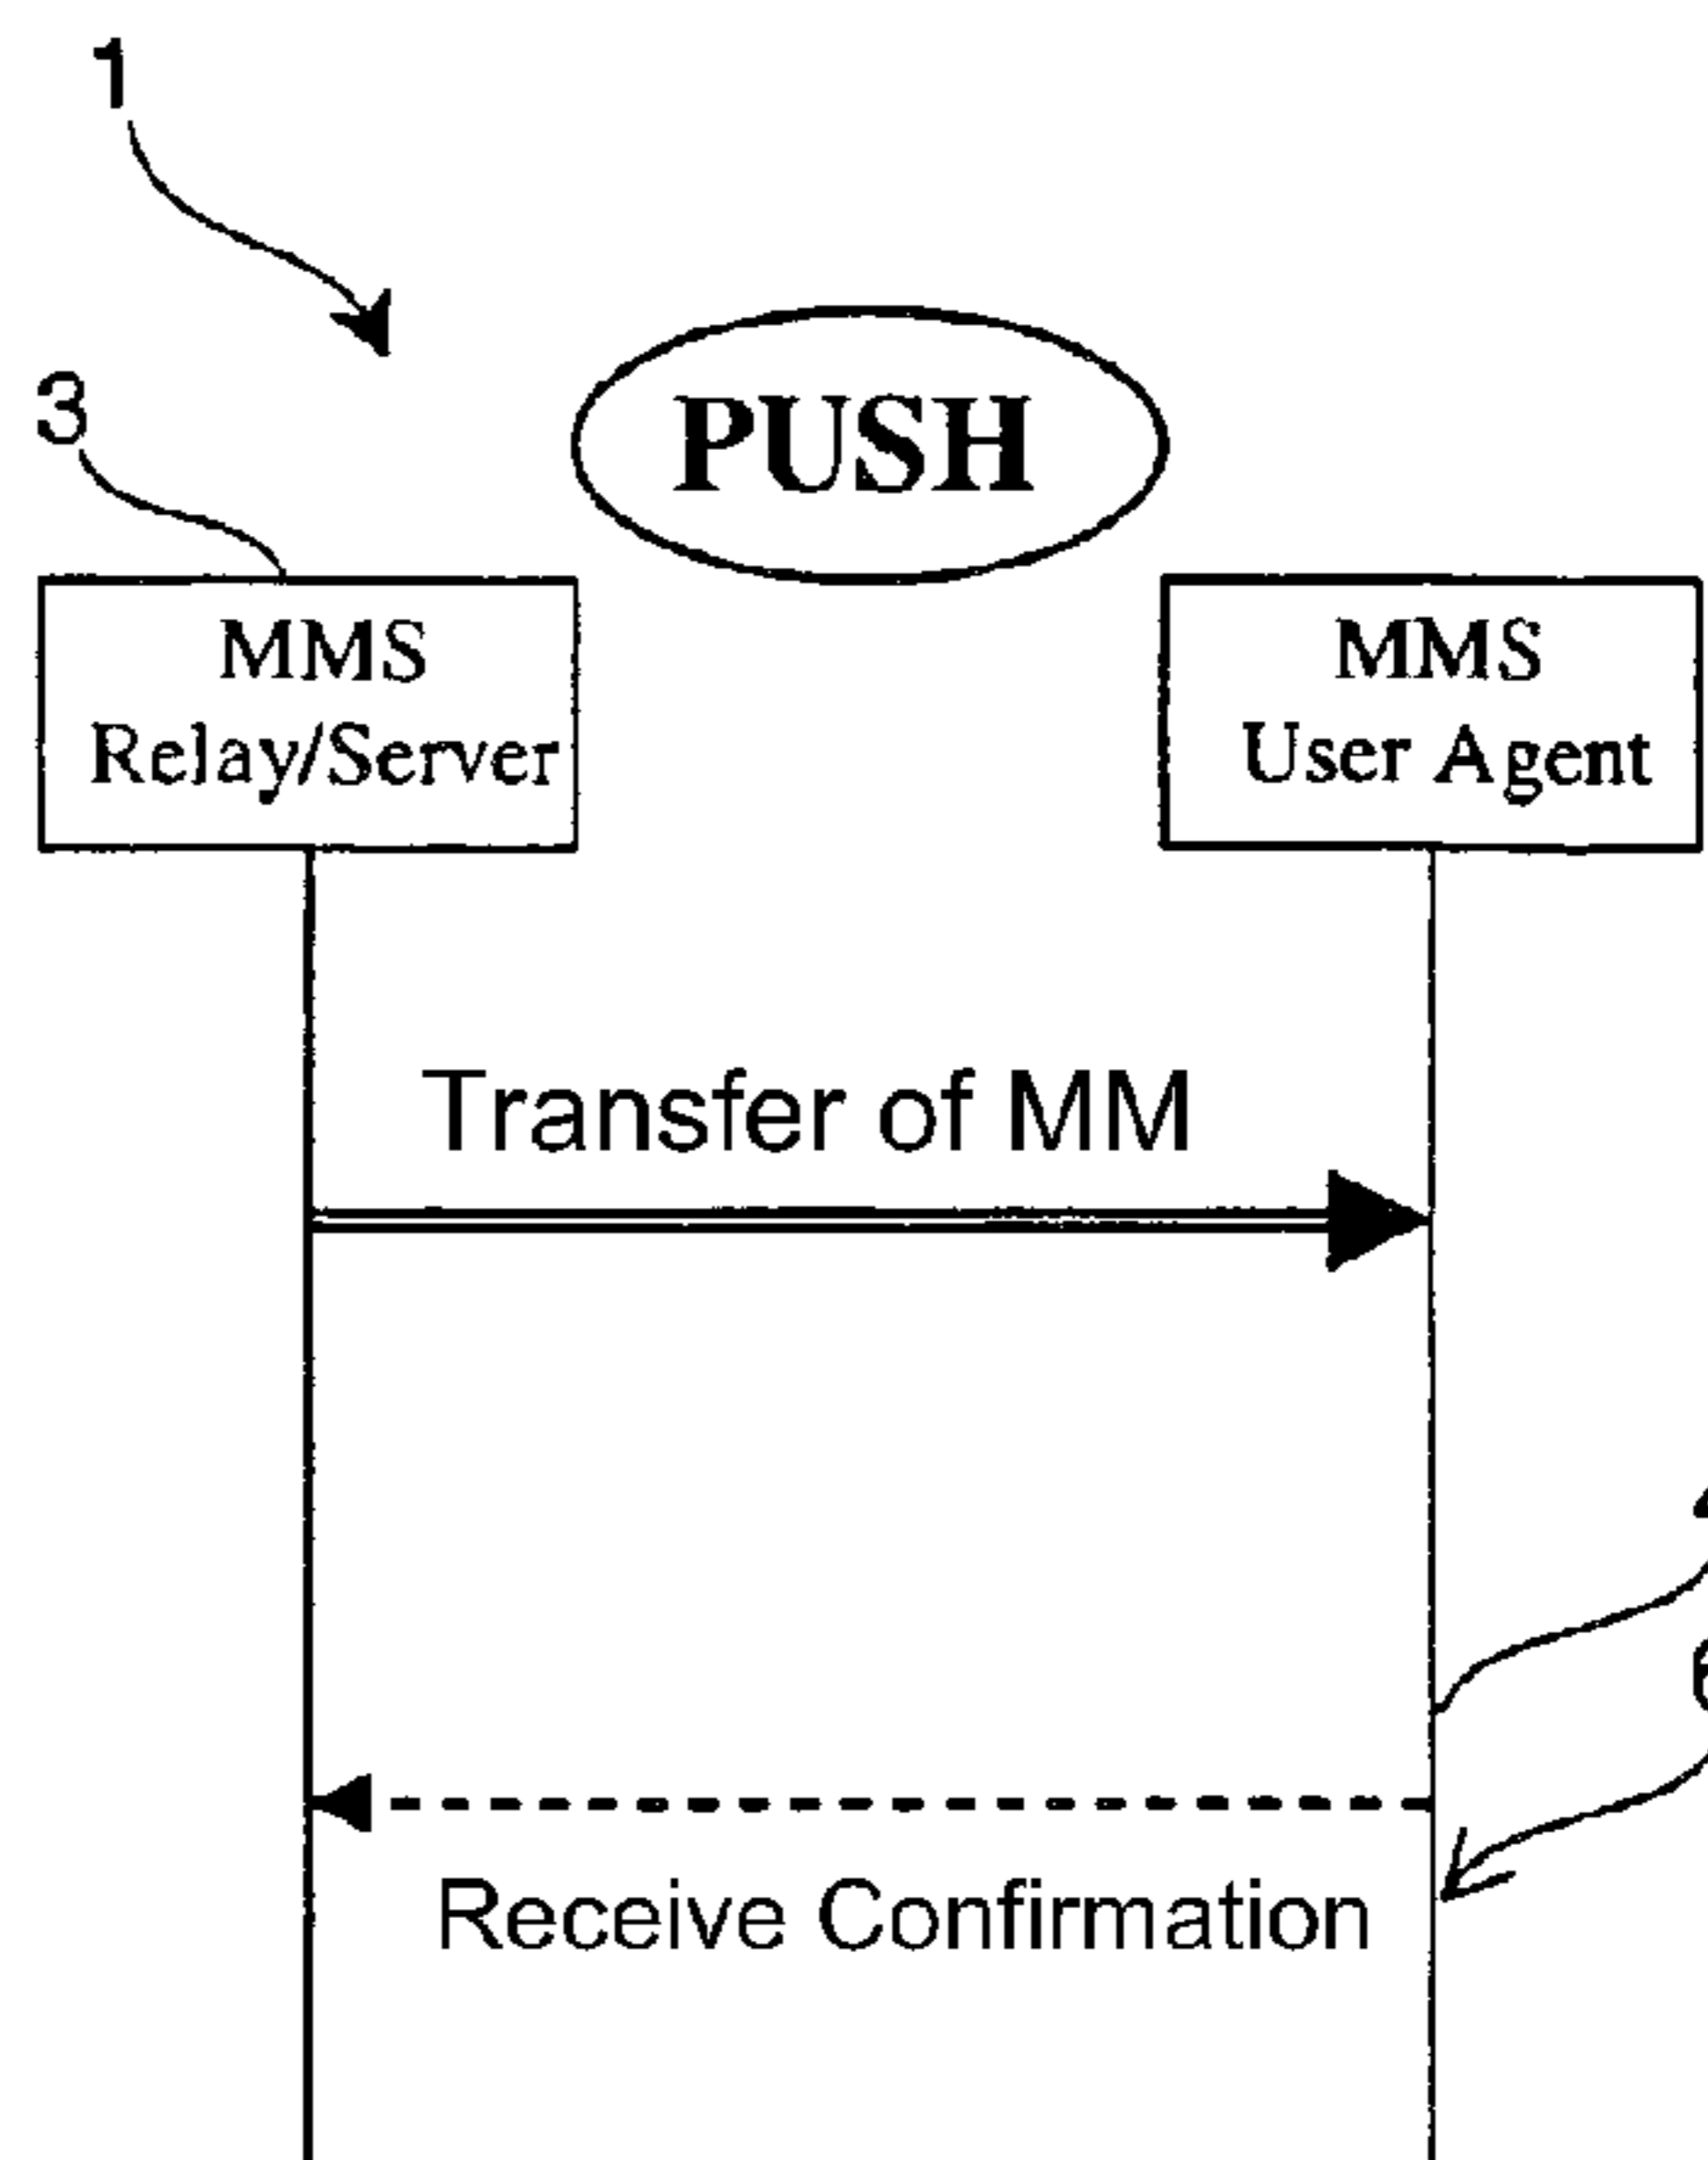 1
3
PUSH
MMS
Relay/Server
MMS
User Agent
Transfer of MM
Receive Confirmation